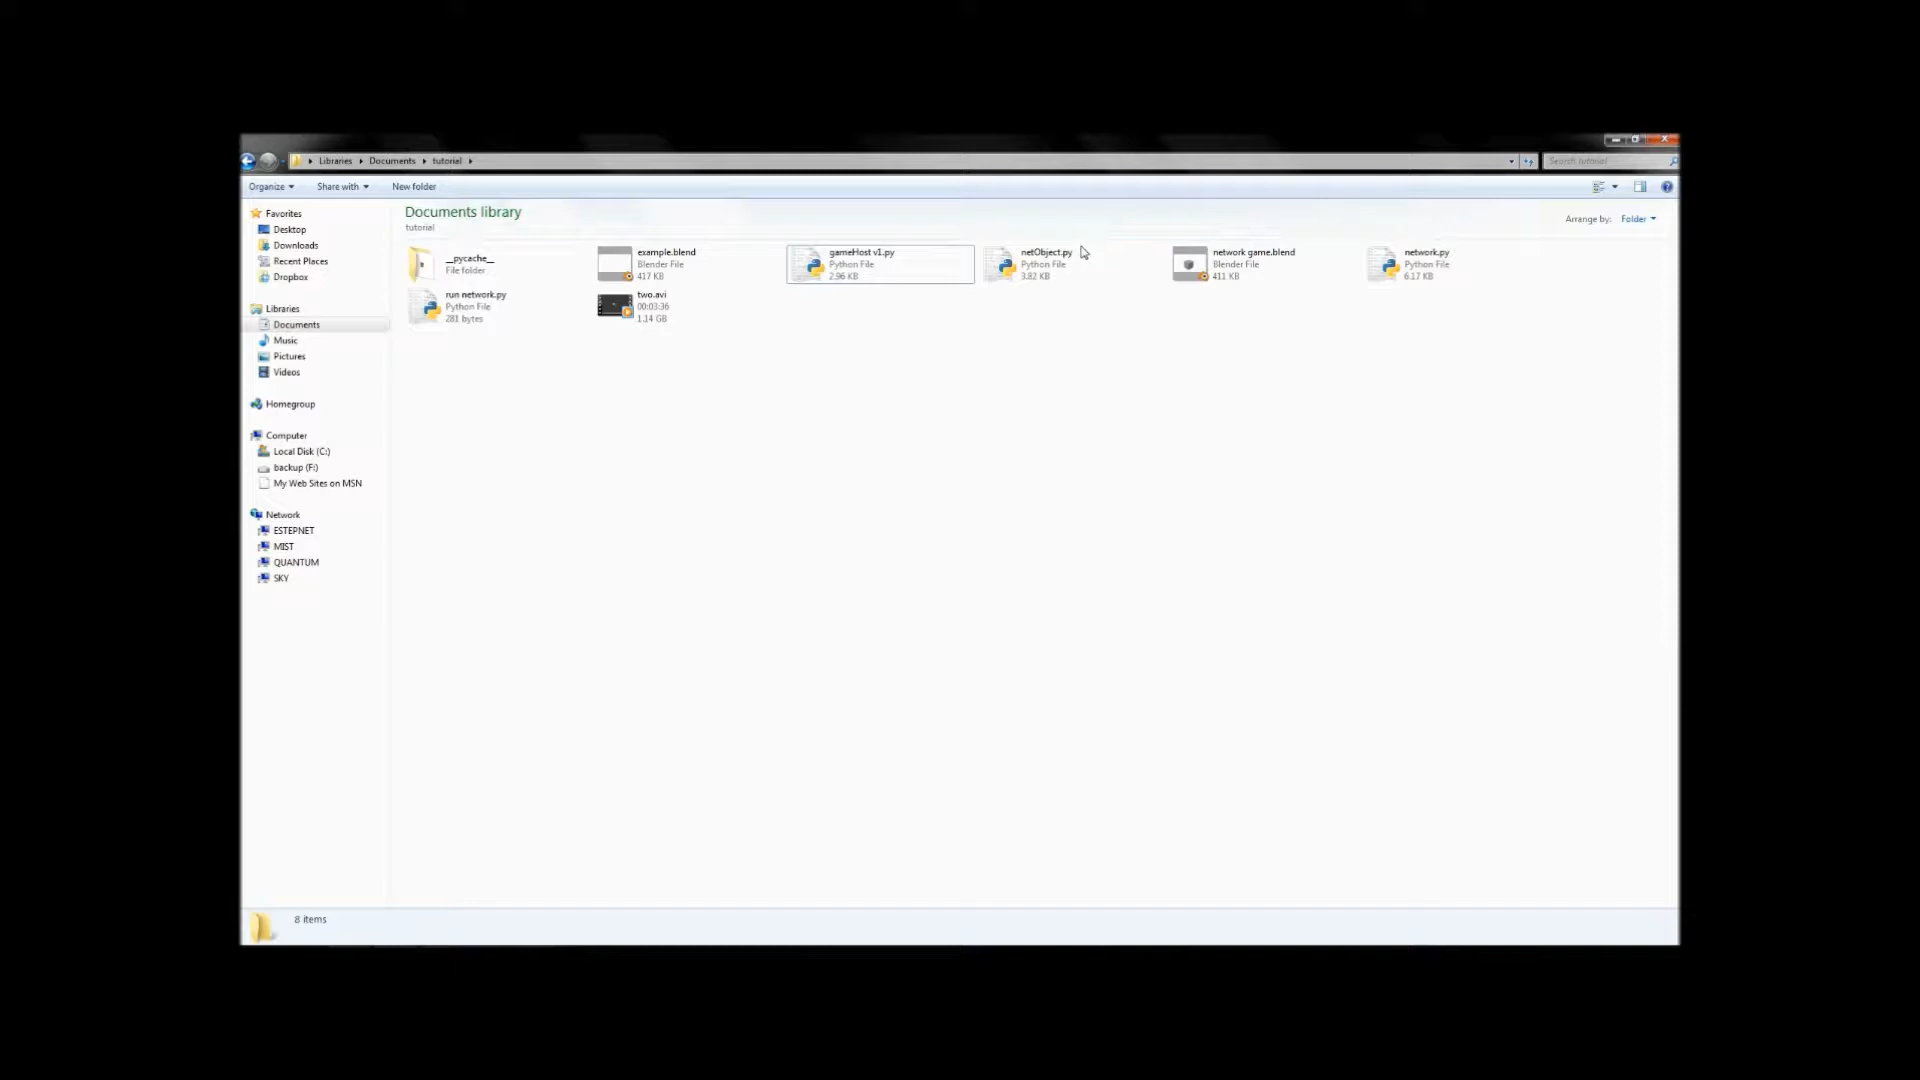 Libraries
Documents
tutorial
Search tutorial
Organize
Share with
New folder
Favorites
Desktop
Downloads
Recent Places
Dropbox
Libraries
Documents
Music
Pictures
Videos
Homegroup
Computer
Local Disk (C:)
backup (F:)
My Web Sites on MSN
Network
ESTEPNET
MIST
QUANTUM
SKY
Documents library
tutorial
Arrange by: Folder
__pycache__
File folder
example.blend
Blender File
417 KB
gameHost v1.py
Python File
2.96 KB
netObject.py
Python File
3.82 KB
network game.blend
Blender File
411 KB
network.py
Python File
6.17 KB
run network.py
Python File
281 bytes
two.avi
00:03:36
1.14 GB
8 items